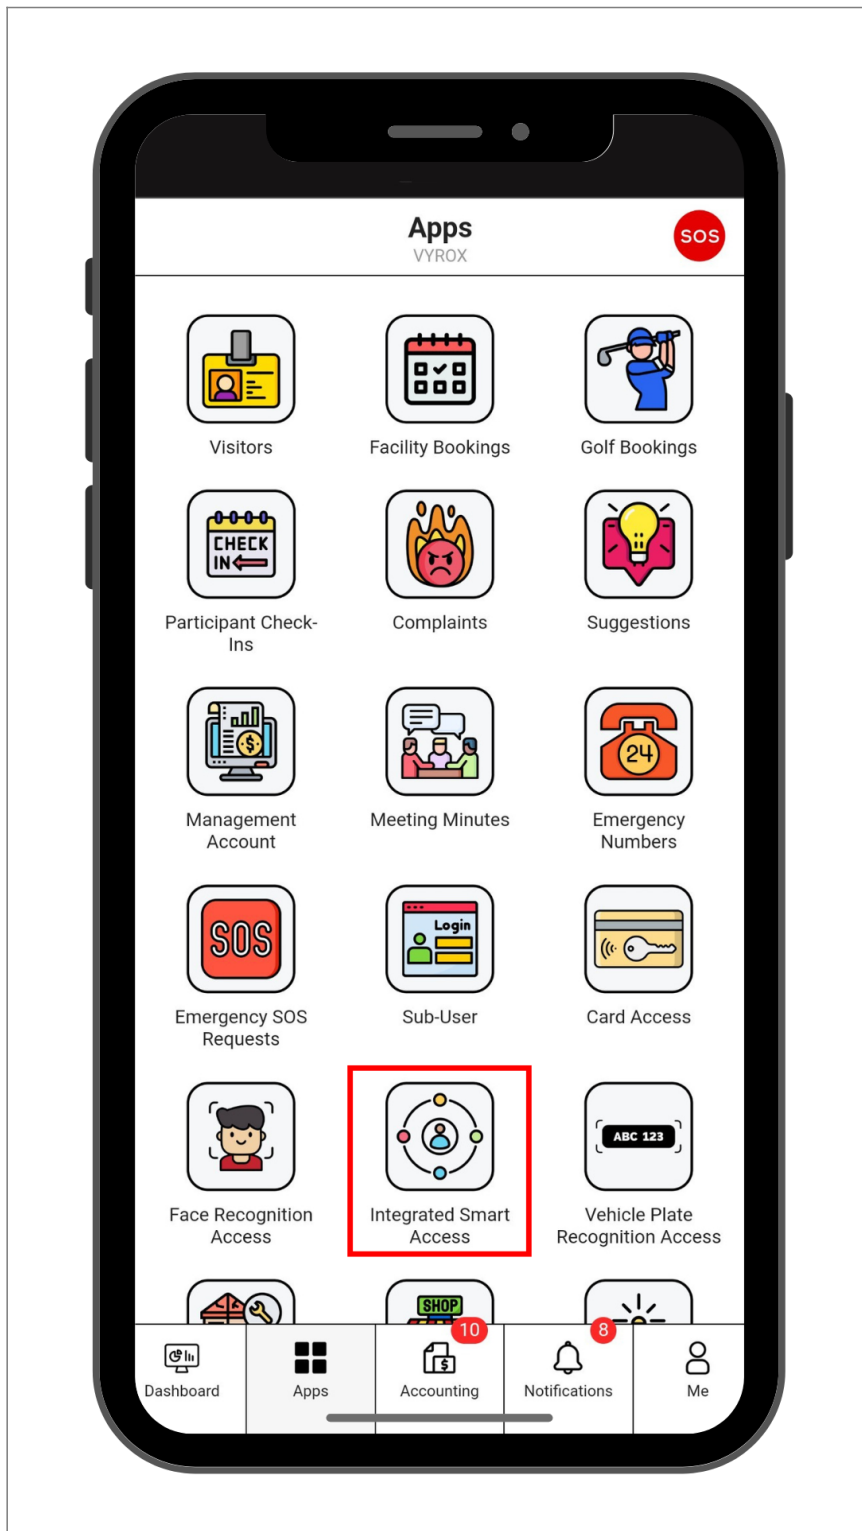 Apps
VYROX
SOS
Visitors
Facility Bookings
Golf Bookings
CHECK
IN
Participant Check-
Ins
Complaints
Suggestions
24
Management
Account
Meeting Minutes
Emergency
Numbers
SOS
Login
Emergency SOS
Requests
Sub-User
Card Access
ABC 123
Face Recognition
Access
Integrated Smart
Access
Vehicle Plate
Recognition Access
SHOP
10
8
Dashboard
Apps
Accounting
Notifications
Me